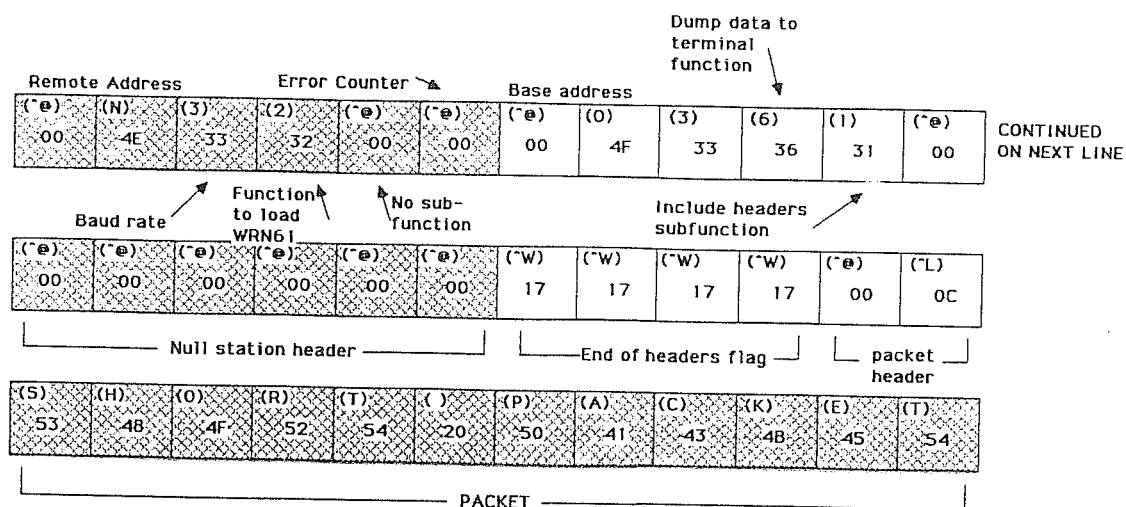 Dump data to
terminal
function
Remote Address
Error Counter
Base address
(^@) (N) (3) (2) (^@) (^@) (^@) (O) (3) (6) (1) (^@)
00 4E 33 32 00 00 00 4F 33 36 31 00
CONTINUED
ON NEXT LINE
Baud rate
Function
to load
WRN61
No sub-
function
Include headers
subfunction
(^@) (^@) (^@) (^@) (^@) (^@) (^W) (^W) (^W) (^W) (^@) (^L)
00 00 00 00 00 00 17 17 17 17 00 0C
Null station header
End of headers flag
packet
header
(S) (H) (O) (R) (T) ( ) (P) (A) (C) (K) (E) (T)
53 48 4F 52 54 20 50 41 43 4B 45 54
PACKET